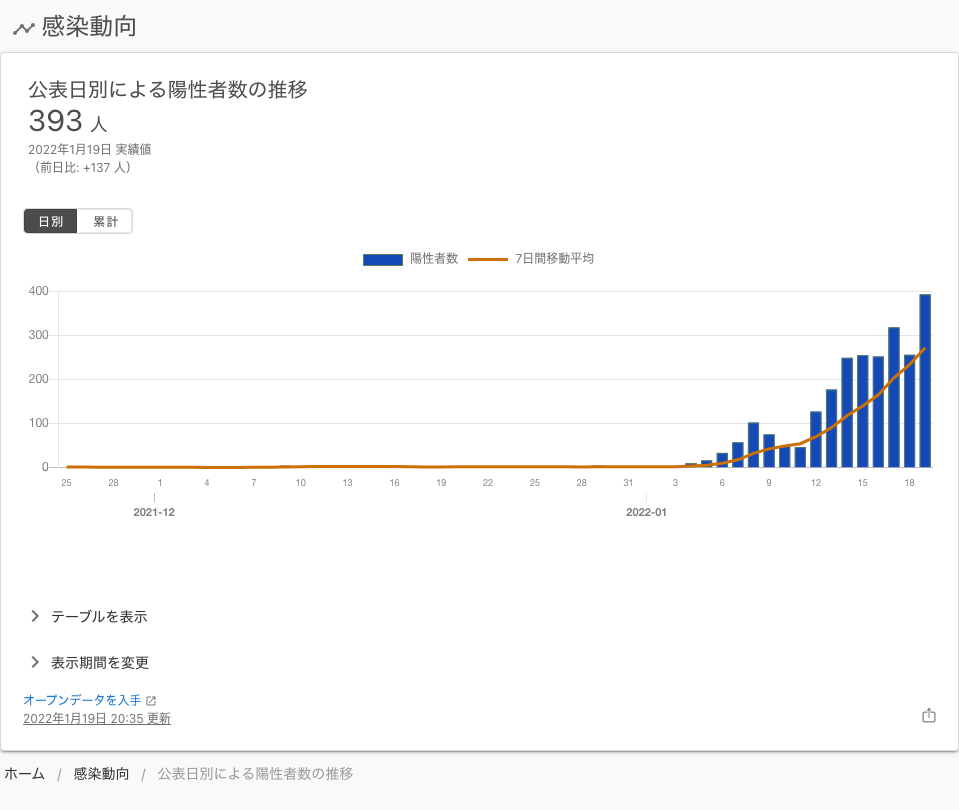 感染動向
公表日別による陽性者数の推移
393 人
2022年1月19日 実績値
（前日比: +137 人）
日別 累計
陽性者数 7日間移動平均
400
300
200
100
0
25 28 1 4 7 10 13 16 19 22 25 28 31 3 6 9 12 15 18
2021-12 2022-01
テーブルを表示
表示期間を変更
オープンデータを入手
2022年1月19日 20:35 更新
ホーム / 感染動向 / 公表日別による陽性者数の推移